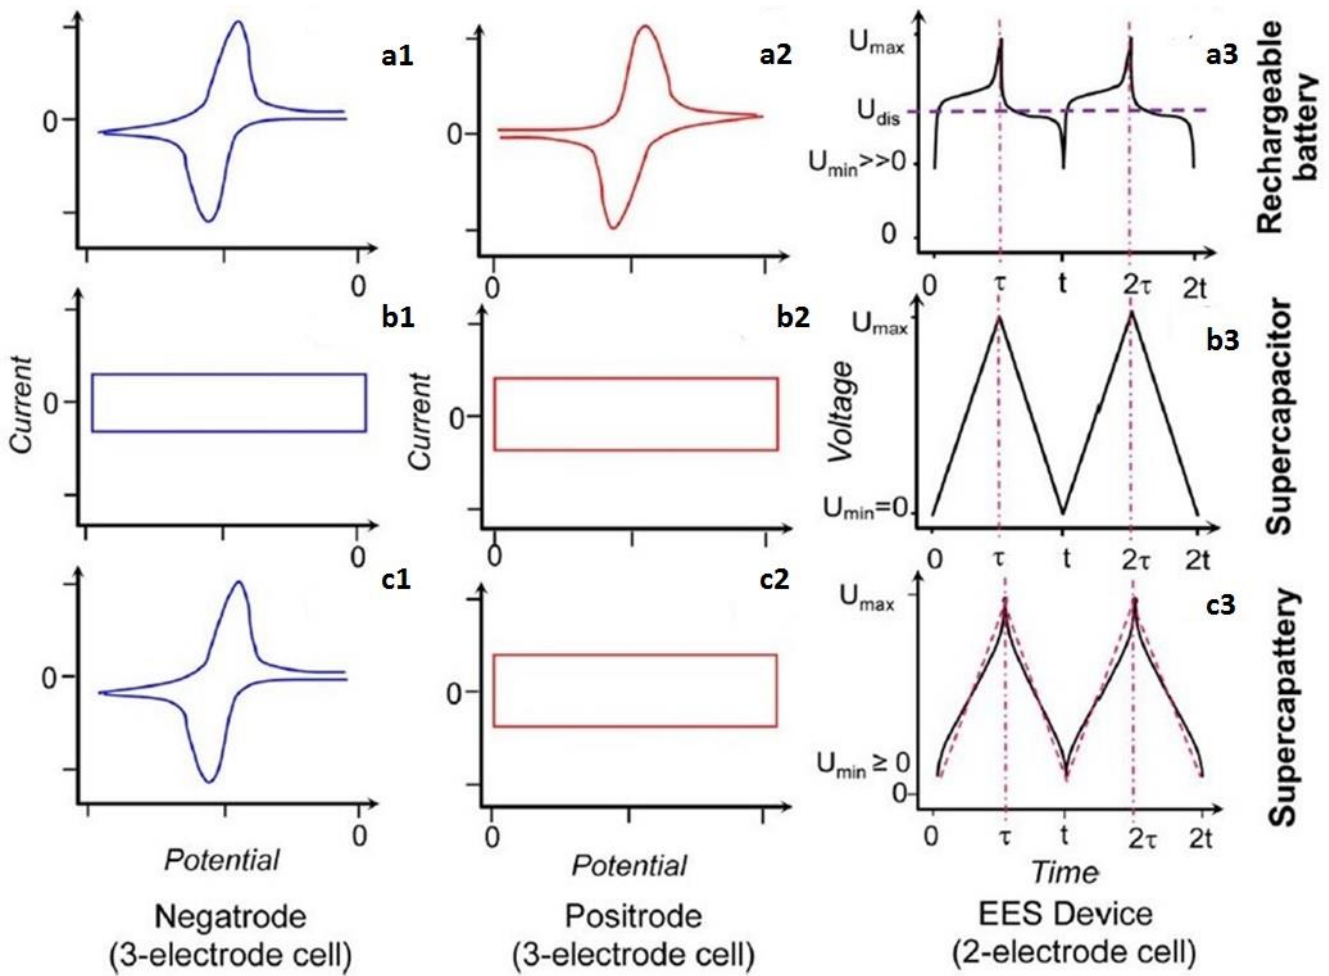 a1
0
0
a2
0
0
a3
Umax
Udis
Umin>>0
0
0
τ
t
2τ
2t
Rechargeable
battery
b1
Current
0
0
b2
Current
0
0
b3
Voltage
Umax
Umin=0
0
τ
t
2τ
2t
Supercapacitor
c1
0
0
Potential
c2
0
0
Potential
c3
Umax
Umin ≥ 0
0
0
τ
t
2τ
2t
Time
Supercapattery
Negatrode
(3-electrode cell)
Positrode
(3-electrode cell)
EES Device
(2-electrode cell)